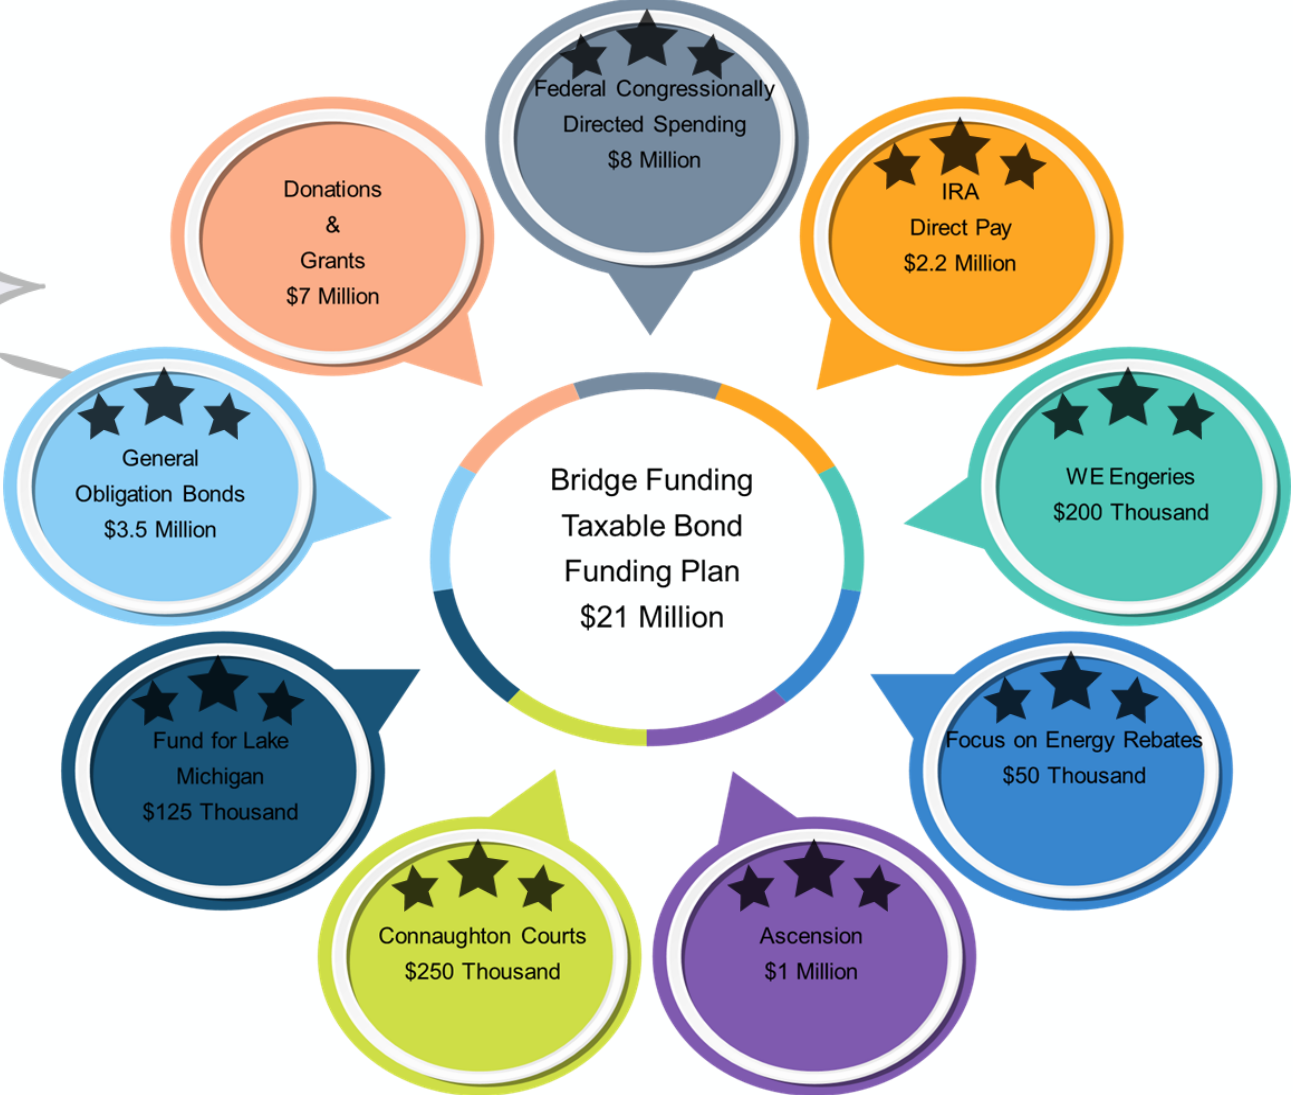 Federal Congressionally
Directed Spending
$8 Million
IRA
Direct Pay
$2.2 Million
WE Engeries
$200 Thousand
Focus on Energy Rebates
$50 Thousand
Ascension
$1 Million
Connaughton Courts
$250 Thousand
Fund for Lake
Michigan
$125 Thousand
General
Obligation Bonds
$3.5 Million
Donations
&
Grants
$7 Million
Bridge Funding
Taxable Bond
Funding Plan
$21 Million